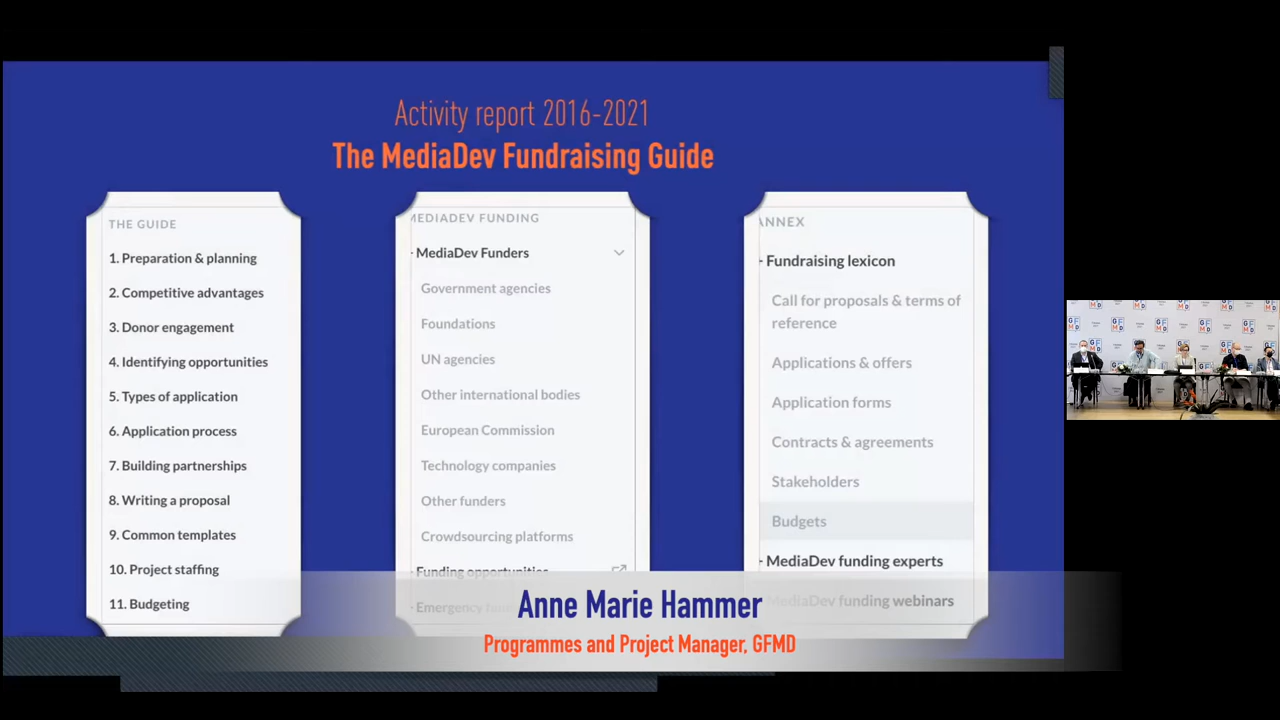 Activity report 2016-2021
The MediaDev Fundraising Guide
THE GUIDE
1. Preparation & planning
2. Competitive advantages
3. Donor engagement
4. Identifying opportunities
5. Types of application
6. Application process
7. Building partnerships
8. Writing a proposal
9. Common templates
10. Project staffing
11. Budgeting
MEDIADEV FUNDING
MediaDev Funders
Government agencies
Foundations
UN agencies
Other international bodies
European Commission
Technology companies
Other funders
Crowdsourcing platforms
Funding opportunities
Emergency
ANNEX
Fundraising lexicon
Call for proposals & terms of
reference
Applications & offers
Application forms
Contracts & agreements
Stakeholders
Budgets
MediaDev funding experts
MediaDev funding webinars
Anne Marie Hammer
Programmes and Project Manager, GFMD